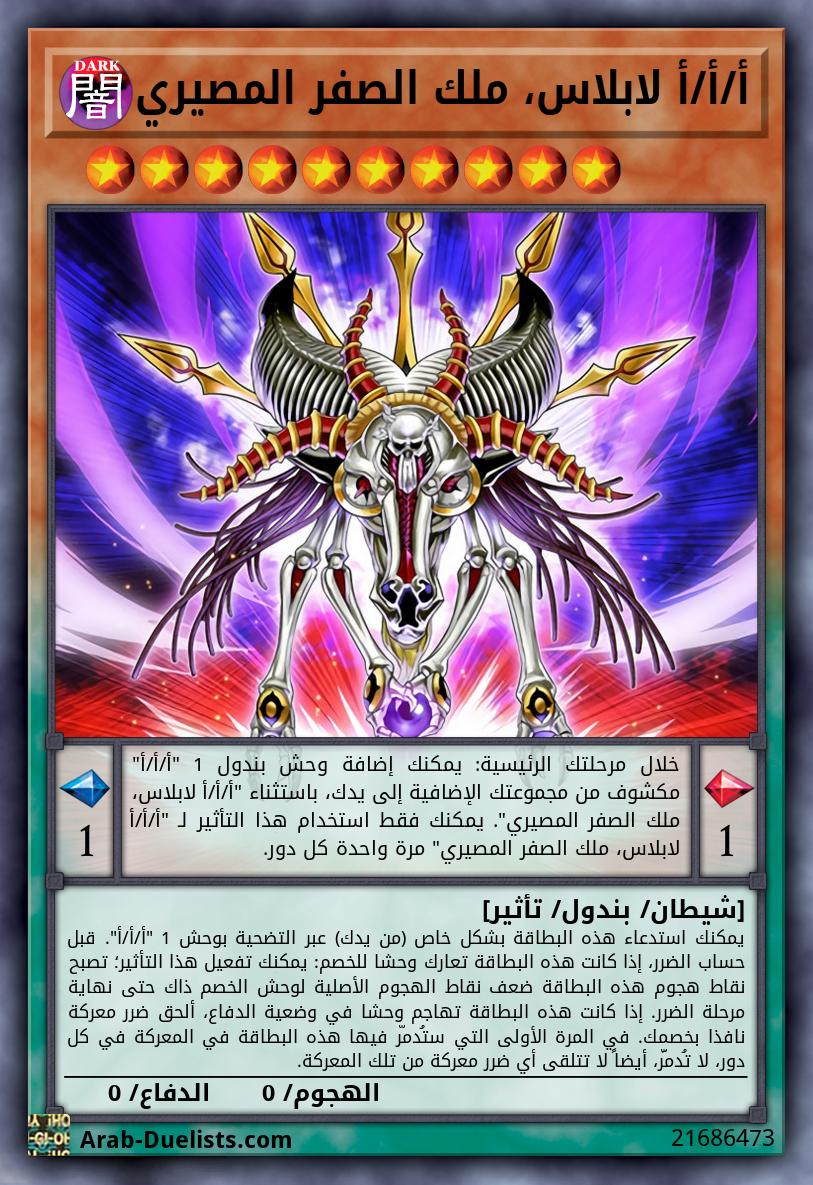 DARK
闇
أ/أ/أ لابلاس، ملك الصفر المصيري
1
خلال مرحلتك الرئيسية: يمكنك إضافة وحش بندول 1 "أ/أ/أ"
مكشوف من مجموعتك الإضافية إلى يدك، باستثناء "أ/أ/أ لابلاس،
ملك الصفر المصيري". يمكنك فقط استخدام هذا التأثير لـ "أ/أ/أ
لابلاس، ملك الصفر المصيري" مرة واحدة كل دور.
1
[شيطان/ بندول/ تأثير]
يمكنك استدعاء هذه البطاقة بشكل خاص (من يدك) عبر التضحية بوحش 1 "أ/أ/أ". قبل
حساب الضرر، إذا كانت هذه البطاقة تعارك وحشا للخصم: يمكنك تفعيل هذا التأثير؛ تصبح
نقاط هجوم هذه البطاقة ضعف نقاط الهجوم الأصلية لوحش الخصم ذاك حتى نهاية
مرحلة الضرر. إذا كانت هذه البطاقة تهاجم وحشا في وضعية الدفاع، ألحق ضرر معركة
نافذا بخصمك. في المرة الأولى التي ستُدمرّ فيها هذه البطاقة في المعركة في كل
دور، لا تُدمرّ، أيضاً لا تتلقى أي ضرر معركة من تلك المعركة.
الهجوم/ 0 الدفاع/ 0
Arab-Duelists.com
21686473